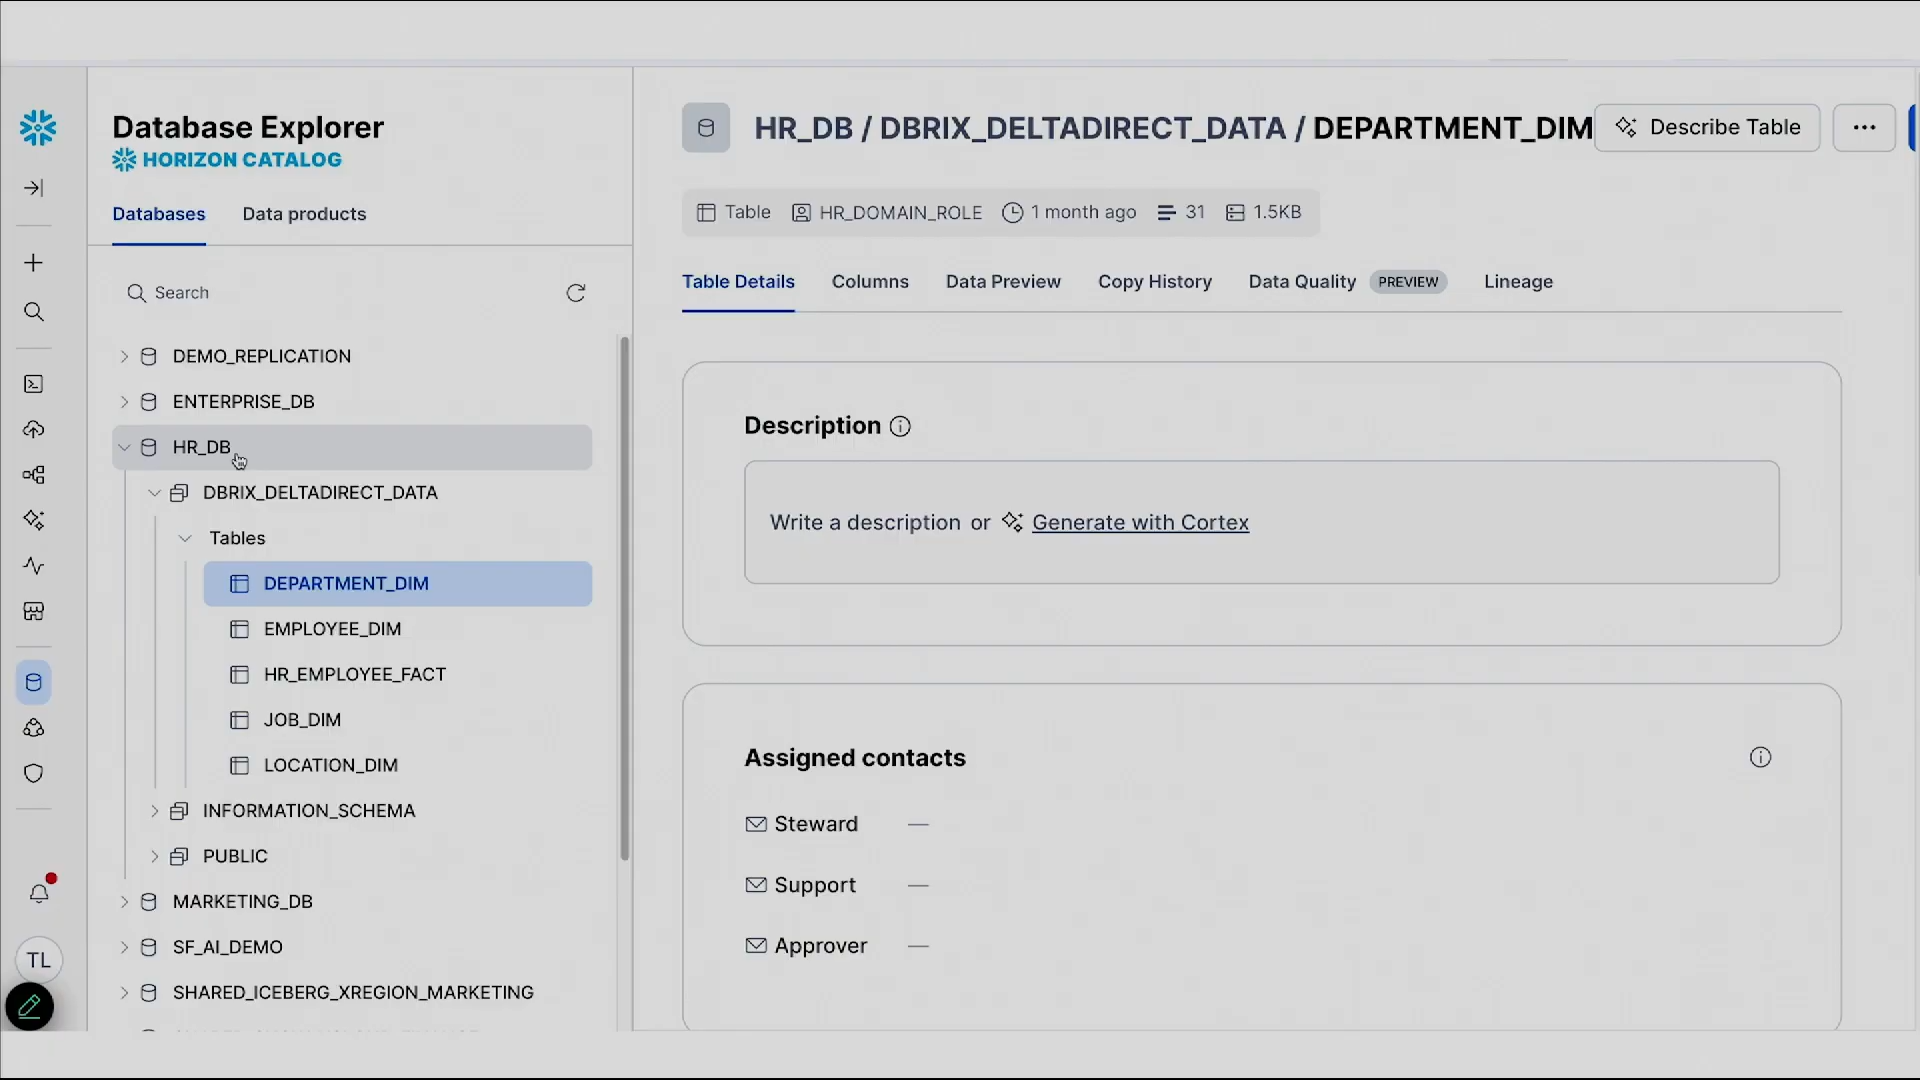 Database Explorer
HORIZON CATALOG
Databases
Data products
Search
DEMO_REPLICATION
ENTERPRISE_DB
HR_DB
DBRIX_DELTADIRECT_DATA
Tables
DEPARTMENT_DIM
EMPLOYEE_DIM
HR_EMPLOYEE_FACT
JOB_DIM
LOCATION_DIM
INFORMATION_SCHEMA
PUBLIC
MARKETING_DB
SF_AI_DEMO
SHARED_ICEBERG_XREGION_MARKETING
TL
HR_DB / DBRIX_DELTADIRECT_DATA / DEPARTMENT_DIM
Describe Table
Table HR_DOMAIN_ROLE 1 month ago 31 1.5KB
Table Details Columns Data Preview Copy History Data Quality PREVIEW Lineage
Description
Write a description or Generate with Cortex
Assigned contacts
Steward —
Support —
Approver —